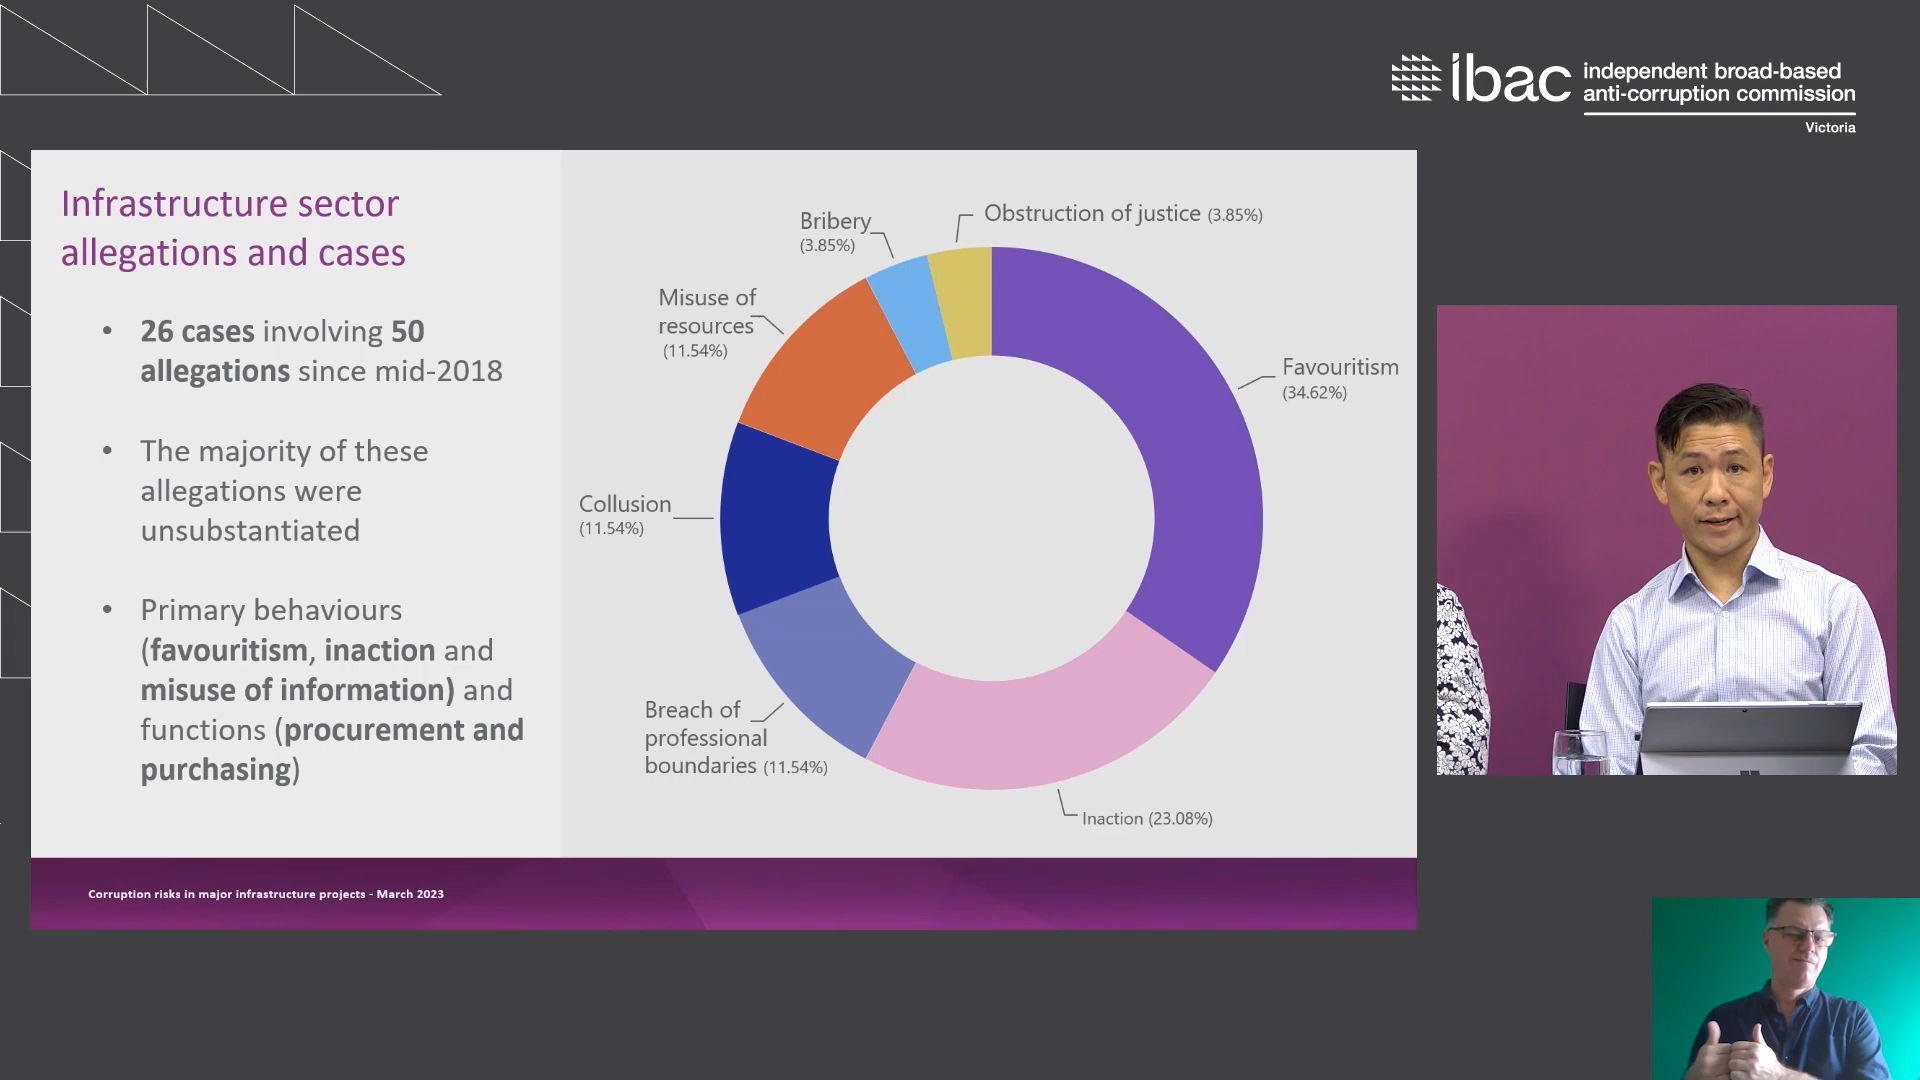 ibac
independent broad-based
anti-corruption commission
Victoria
Infrastructure sector
allegations and cases
• 26 cases involving 50
allegations since mid-2018
• The majority of these
allegations were
unsubstantiated
• Primary behaviours
(favouritism, inaction and
misuse of information) and
functions (procurement and
purchasing)
Obstruction of justice (3.85%)
Bribery
(3.85%)
Misuse of
resources
(11.54%)
Favouritism
(34.62%)
Collusion
(11.54%)
Breach of
professional
boundaries (11.54%)
Inaction (23.08%)
Corruption risks in major infrastructure projects - March 2023